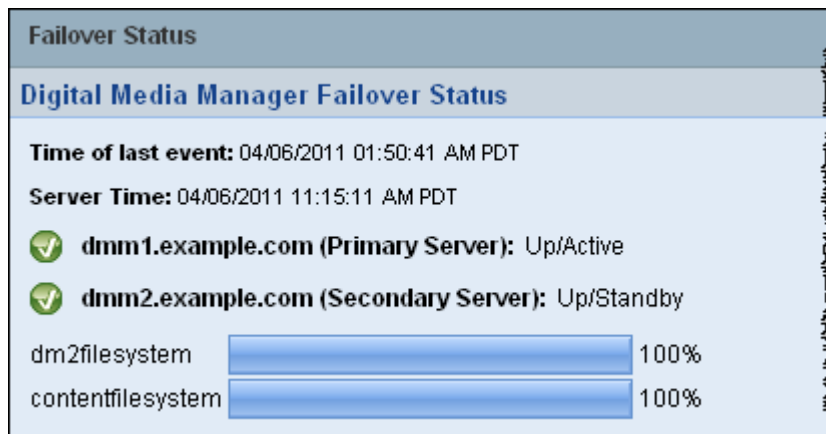 Failover Status
Digital Media Manager Failover Status
Time of last event: 04/06/2011 01:50:41 AM PDT
Server Time: 04/06/2011 11:15:11 AM PDT
dmm1.example.com (Primary Server): Up/Active
dmm2.example.com (Secondary Server): Up/Standby
dm2filesystem 100%
contentfilesystem 100%